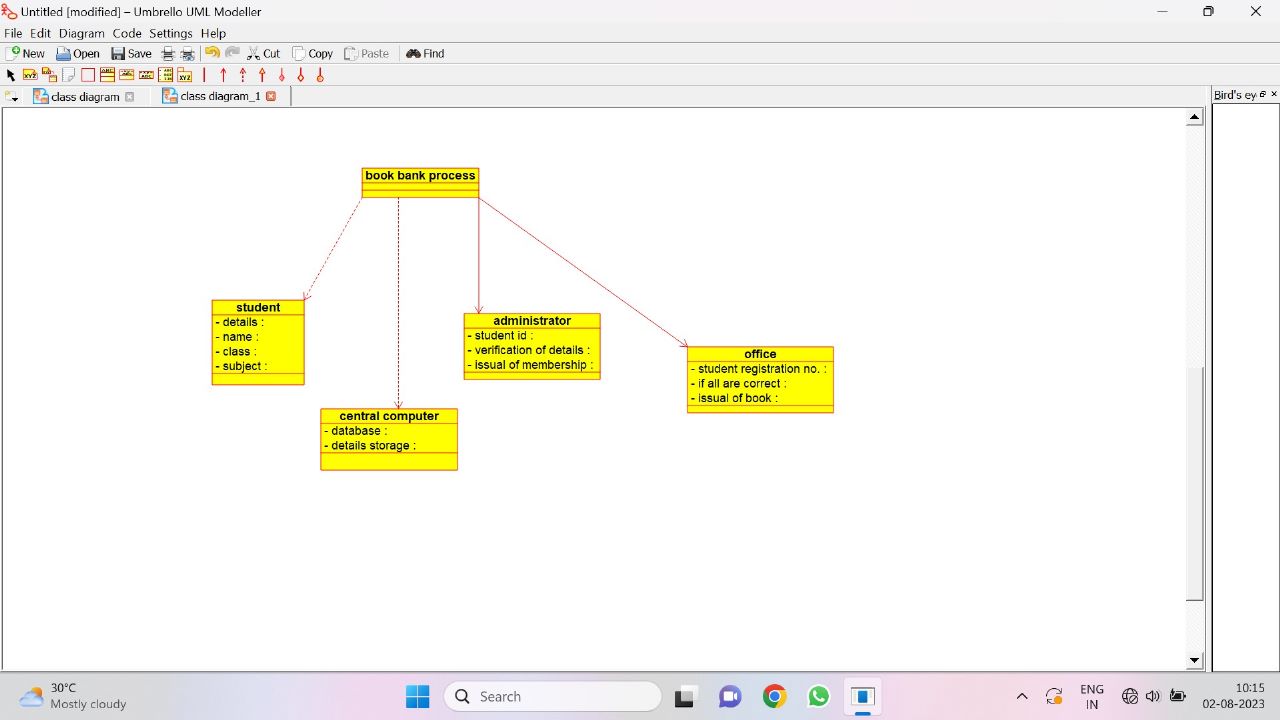 Untitled [modified] – Umbrello UML Modeller
File Edit Diagram Code Settings Help
New Open Save Cut Copy Paste Find
class diagram class diagram_1 Bird's ey
book bank process
student
- details :
- name :
- class :
- subject :
administrator
- student id :
- verification of details :
- issual of membership :
office
- student registration no. :
- if all are correct :
- issual of book :
central computer
- database :
- details storage :
30°C
Mostly cloudy
Search
ENG
IN
10:15
02-08-2023